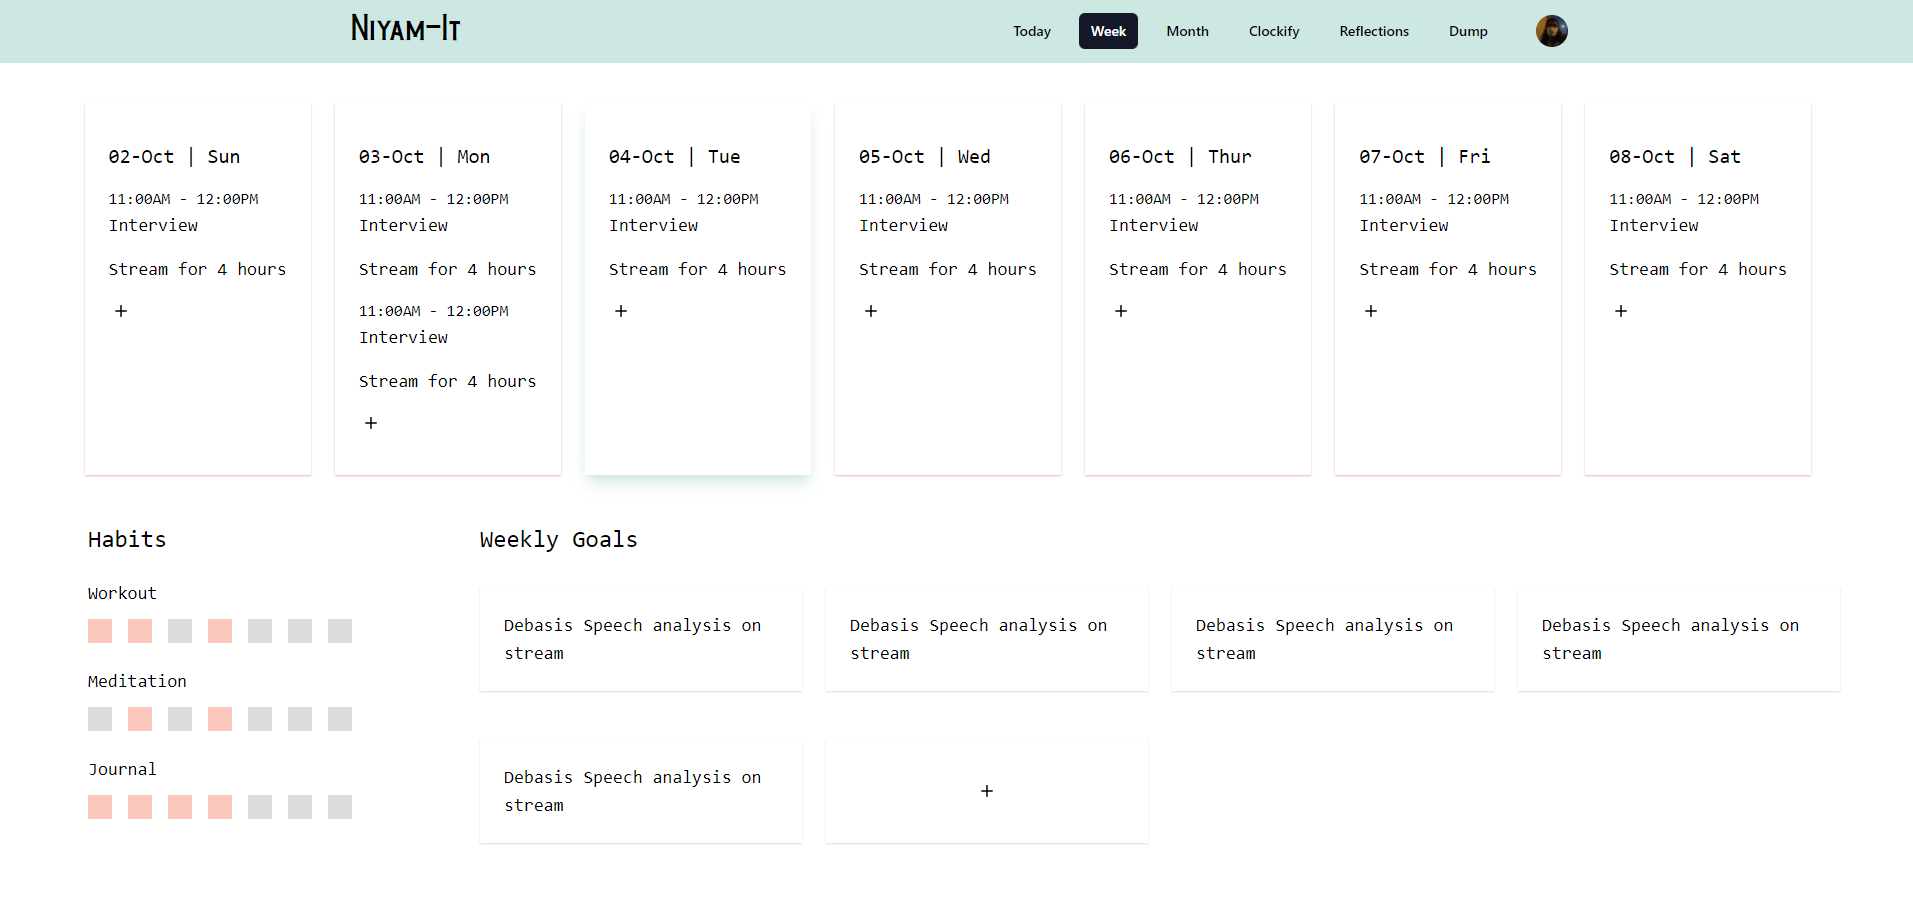 Niyam-It
Today
Week
Month
Clockify
Reflections
Dump
02-Oct | Sun
11:00AM - 12:00PM
Interview
Stream for 4 hours
+
03-Oct | Mon
11:00AM - 12:00PM
Interview
Stream for 4 hours
11:00AM - 12:00PM
Interview
Stream for 4 hours
+
04-Oct | Tue
11:00AM - 12:00PM
Interview
Stream for 4 hours
+
05-Oct | Wed
11:00AM - 12:00PM
Interview
Stream for 4 hours
+
06-Oct | Thur
11:00AM - 12:00PM
Interview
Stream for 4 hours
+
07-Oct | Fri
11:00AM - 12:00PM
Interview
Stream for 4 hours
+
08-Oct | Sat
11:00AM - 12:00PM
Interview
Stream for 4 hours
+
Habits
Workout
Meditation
Journal
Weekly Goals
Debasis Speech analysis on
stream
Debasis Speech analysis on
stream
Debasis Speech analysis on
stream
Debasis Speech analysis on
stream
Debasis Speech analysis on
stream
+